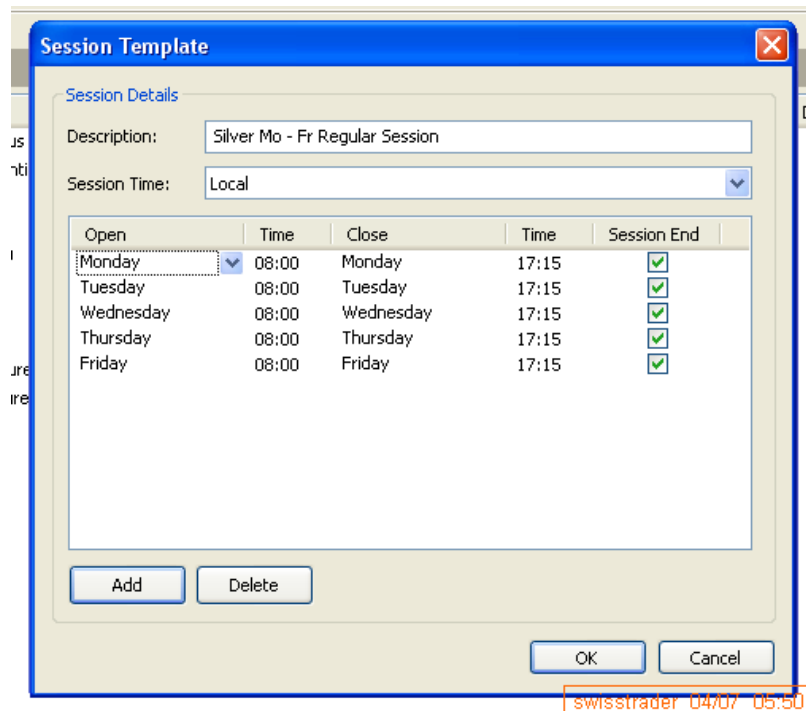 Session Template
Session Details
Description: Silver Mo - Fr Regular Session
Session Time: Local
Open Time Close Time Session End
Monday 08:00 Monday 17:15
Tuesday 08:00 Tuesday 17:15
Wednesday 08:00 Wednesday 17:15
Thursday 08:00 Thursday 17:15
Friday 08:00 Friday 17:15
Add Delete
OK Cancel
swisstrader 04/07 05:50